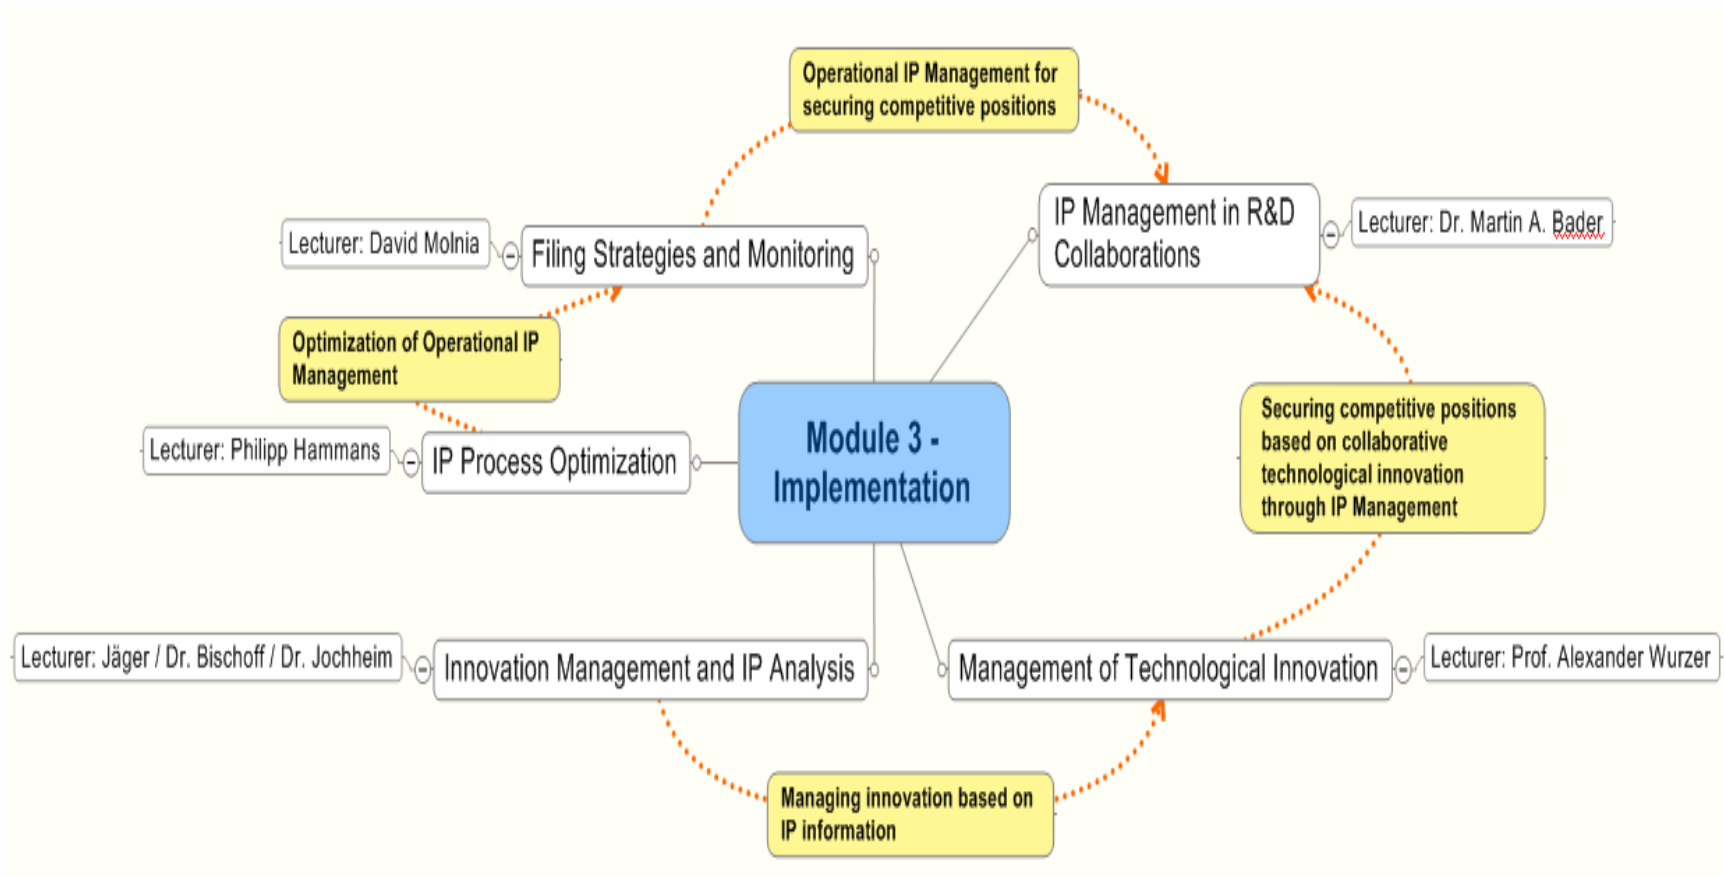 Operational IP Management for
securing competitive positions
IP Management in R&D
Collaborations
Lecturer: Dr. Martin A. Bader
Lecturer: David Molnia
Filing Strategies and Monitoring
Optimization of Operational IP
Management
Lecturer: Philipp Hammans
IP Process Optimization
Module 3 -
Implementation
Securing competitive positions
based on collaborative
technological innovation
through IP Management
Lecturer: Jäger / Dr. Bischoff / Dr. Jochheim
Innovation Management and IP Analysis
Management of Technological Innovation
Lecturer: Prof. Alexander Wurzer
Managing innovation based on
IP information